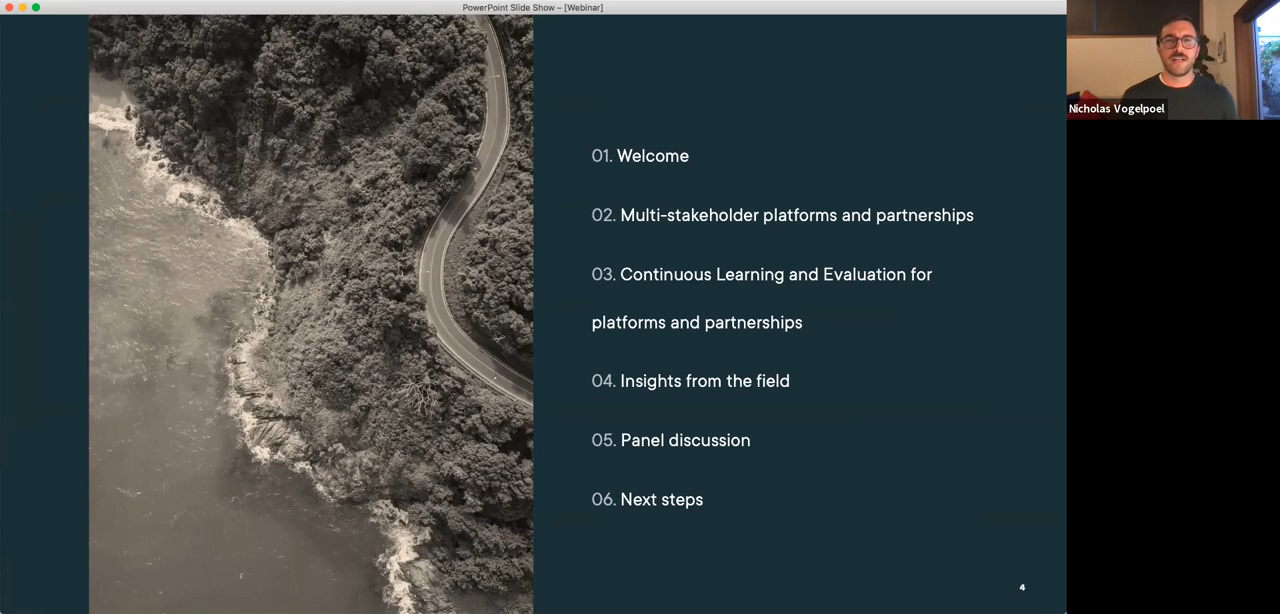 PowerPoint Slide Show – [Webinar]
Nicholas Vogelpoel
01. Welcome
02. Multi-stakeholder platforms and partnerships
03. Continuous Learning and Evaluation for
platforms and partnerships
04. Insights from the field
05. Panel discussion
06. Next steps
4